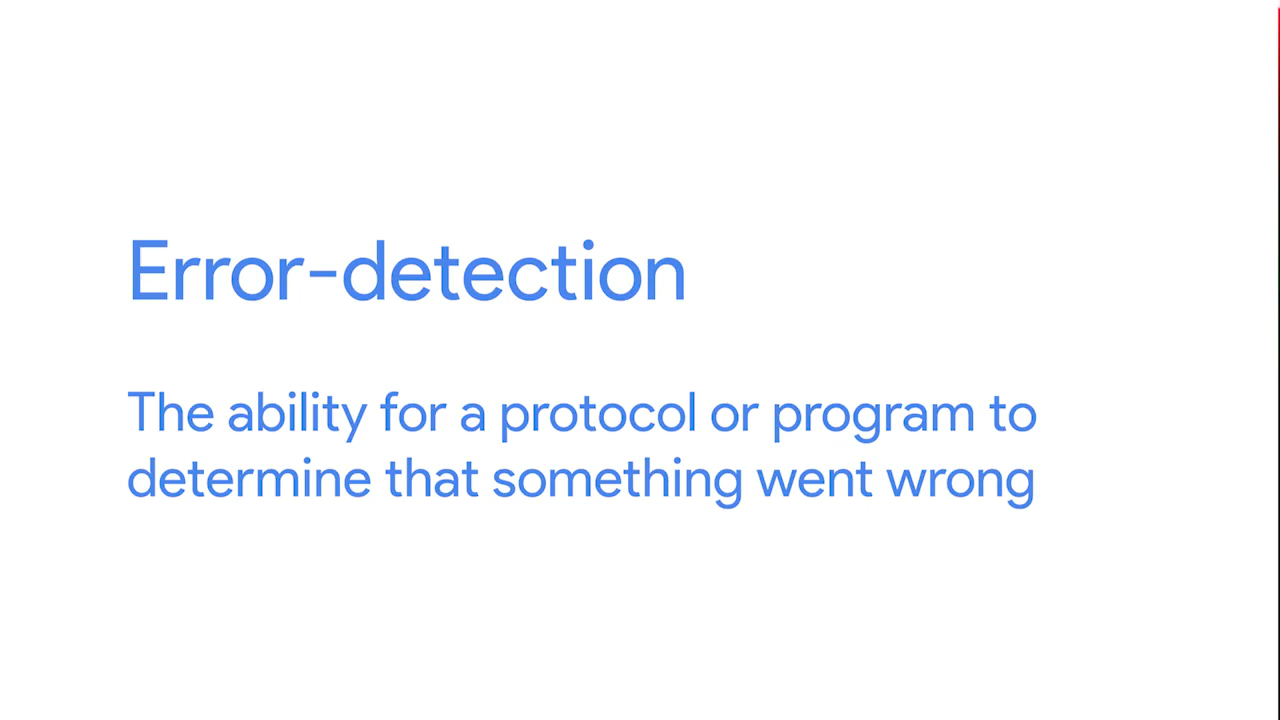 Error-detection
The ability for a protocol or program to
determine that something went wrong